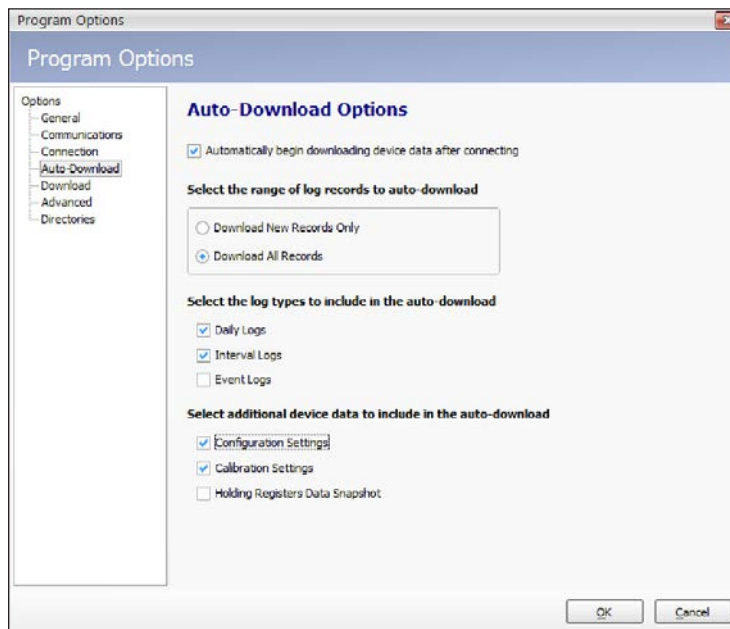 Program Options
Program Options
Options
General
Communications
Connection
Auto-Download
Download
Advanced
Directories
Auto-Download Options
Automatically begin downloading device data after connecting
Select the range of log records to auto-download
Download New Records Only
Download All Records
Select the log types to include in the auto-download
Daily Logs
Interval Logs
Event Logs
Select additional device data to include in the auto-download
Configuration Settings
Calibration Settings
Holding Registers Data Snapshot
OK
Cancel